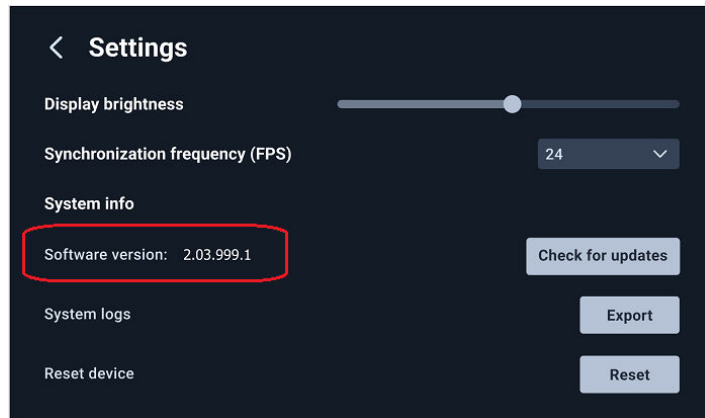 Settings
Display brightness
Synchronization frequency (FPS) 24
System info
Software version: 2.03.999.1 Check for updates
System logs Export
Reset device Reset